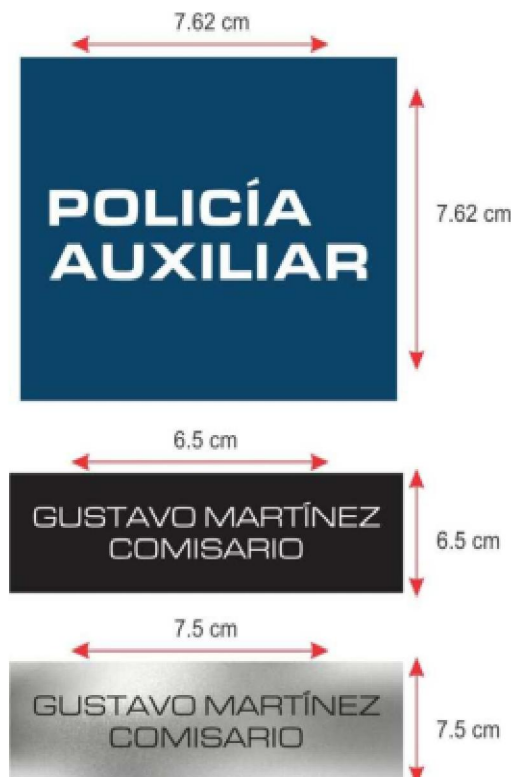 7.62 cm
7.62 cm
POLICÍA
AUXILIAR
6.5 cm
GUSTAVO MARTÍNEZ
COMISARIO
6.5 cm
7.5 cm
GUSTAVO MARTÍNEZ
COMISARIO
7.5 cm